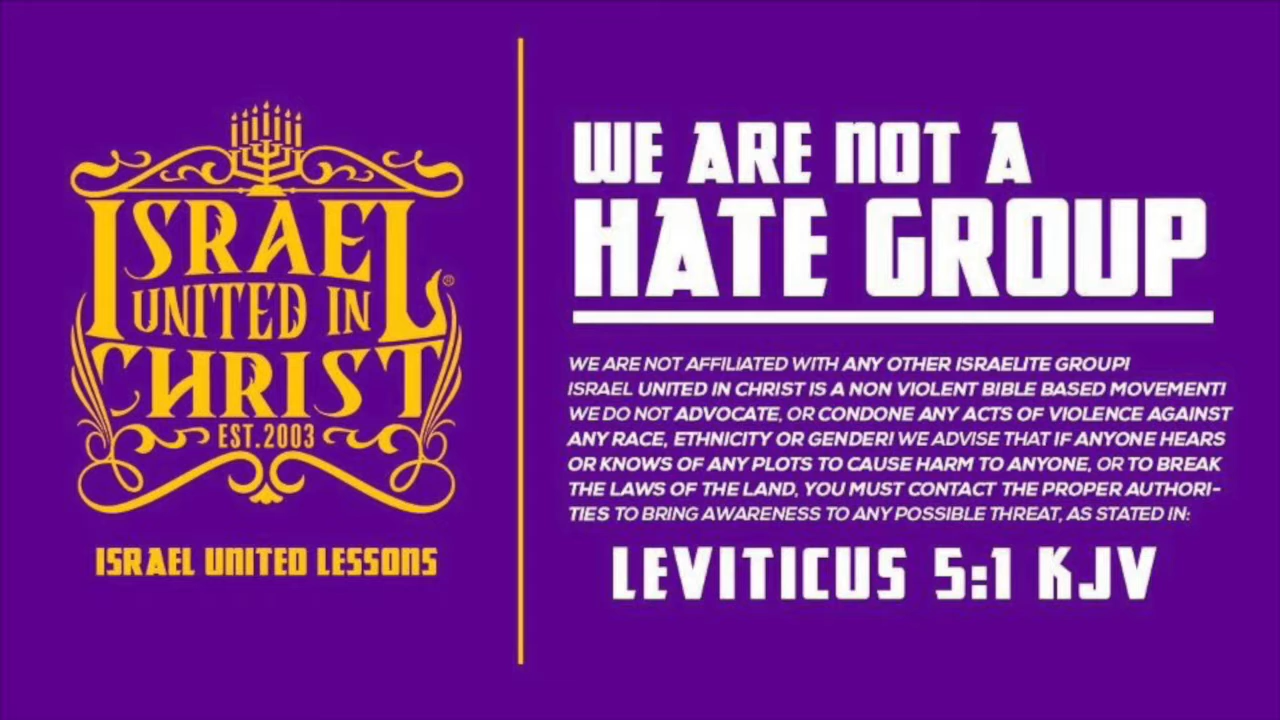 ISRAEL
UNITED IN
CHRIST®
EST.2003
ISRAEL UNITED LESSONS
WE ARE NOT A
HATE GROUP
WE ARE NOT AFFILIATED WITH ANY OTHER ISRAELITE GROUP!
ISRAEL UNITED IN CHRIST IS A NON VIOLENT BIBLE BASED MOVEMENT!
WE DO NOT ADVOCATE, OR CONDONE ANY ACTS OF VIOLENCE AGAINST
ANY RACE, ETHNICITY OR GENDER! WE ADVISE THAT IF ANYONE HEARS
OR KNOWS OF ANY PLOTS TO CAUSE HARM TO ANYONE, OR TO BREAK
THE LAWS OF THE LAND, YOU MUST CONTACT THE PROPER AUTHORI-
TIES TO BRING AWARENESS TO ANY POSSIBLE THREAT, AS STATED IN:
LEVITICUS 5:1 KJV